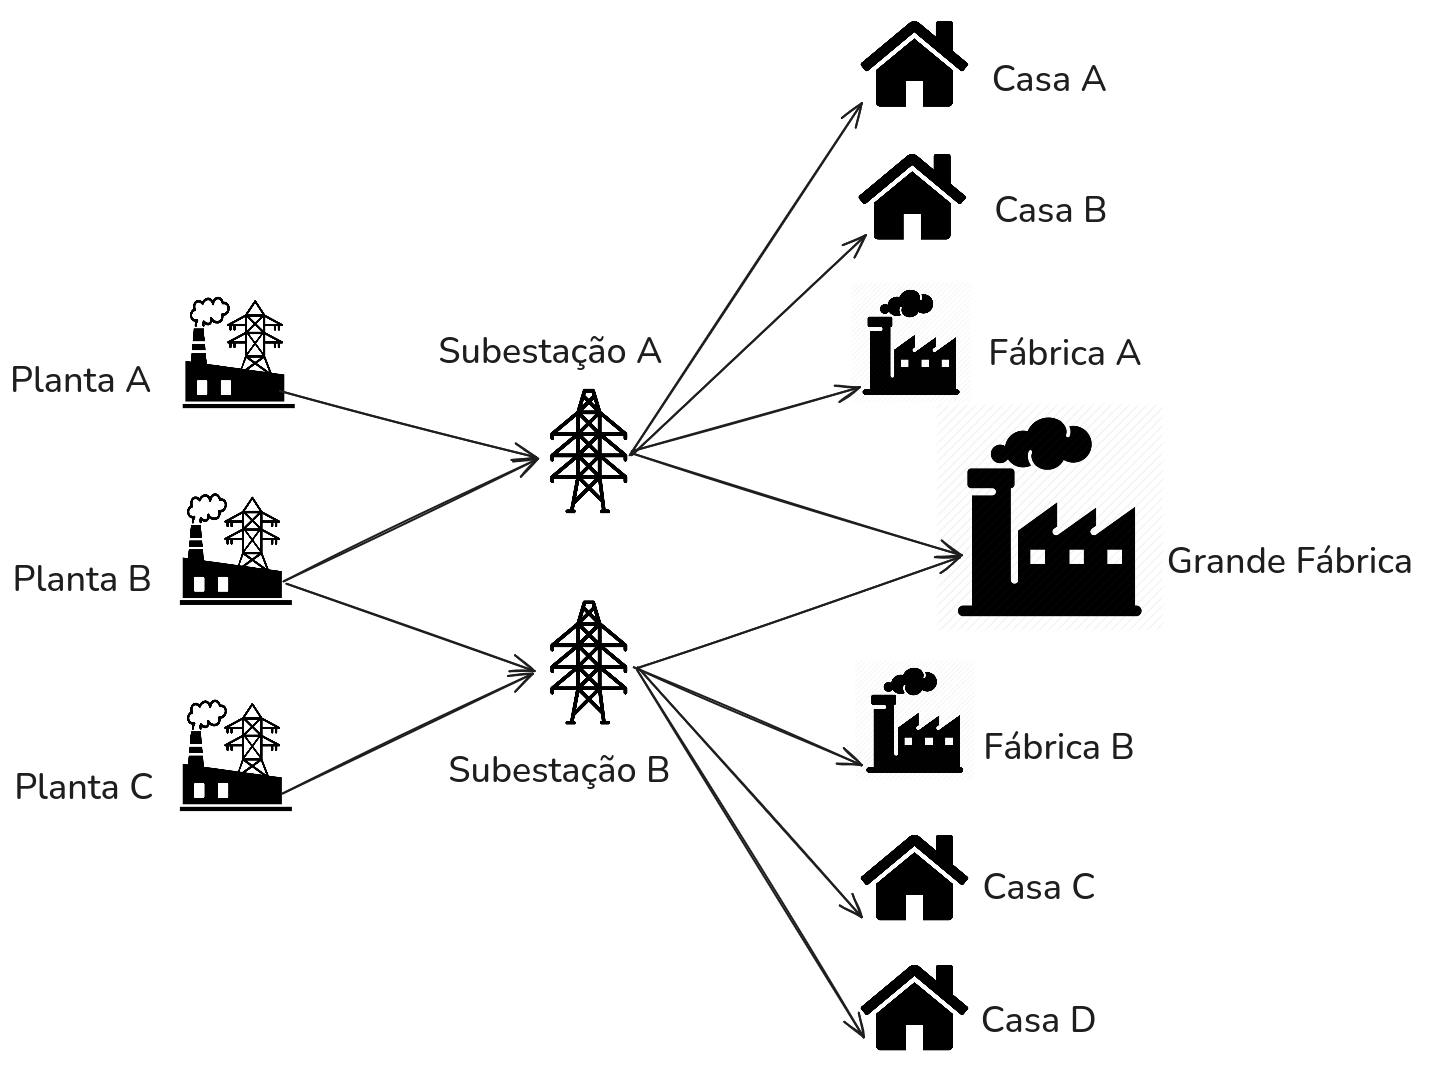 Casa A
Casa B
Fábrica A
Subestação A
Planta A
Grande Fábrica
Planta B
Fábrica B
Subestação B
Planta C
Casa C
Casa D